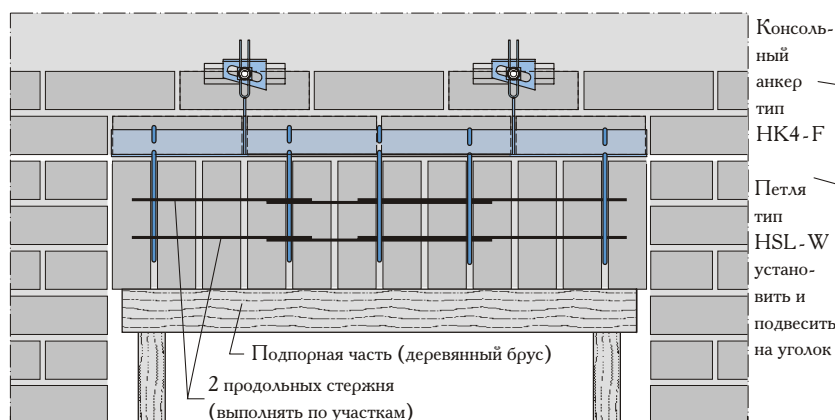 Консоль-
ный
анкер
тип
HK4-F
Петля
тип
HSL-W
устано-
вить и
подвесить
на уголок
Подпорная часть (деревянный брус)
2 продольных стержня
(выполнять по участкам)